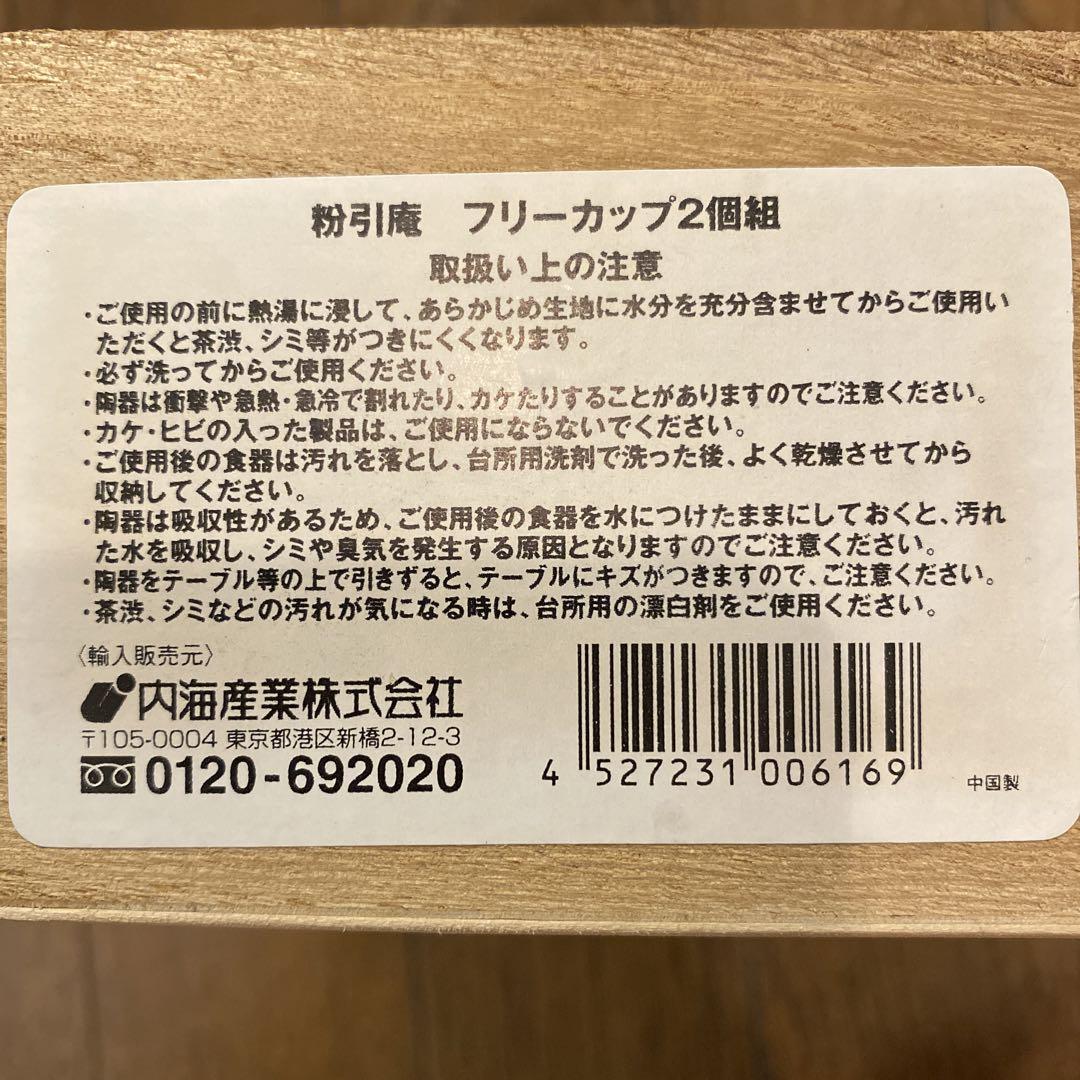 粉引庵　フリーカップ2個組
取扱い上の注意
・ご使用の前に熱湯に浸して、あらかじめ生地に水分を充分含ませてからご使用い
ただくと茶渋、シミ等がつきにくくなります。
・必ず洗ってからご使用ください。
・陶器は衝撃や急熱・急冷で割れたり、カケたりすることがありますのでご注意ください。
・カケ・ヒビの入った製品は、ご使用にならないでください。
・ご使用後の食器は汚れを落とし、台所用洗剤で洗った後、よく乾燥させてから
収納してください。
・陶器は吸収性があるため、ご使用後の食器を水につけたままにしておくと、汚れ
た水を吸収し、シミや臭気を発生する原因となりますのでご注意ください。
・陶器をテーブル等の上で引きずると、テーブルにキズがつきますので、ご注意ください。
・茶渋、シミなどの汚れが気になる時は、台所用の漂白剤をご使用ください。
〈輸入販売元〉
内海産業株式会社
〒105-0004 東京都港区新橋2-12-3
0120-692020
4 527231 006169
中国製